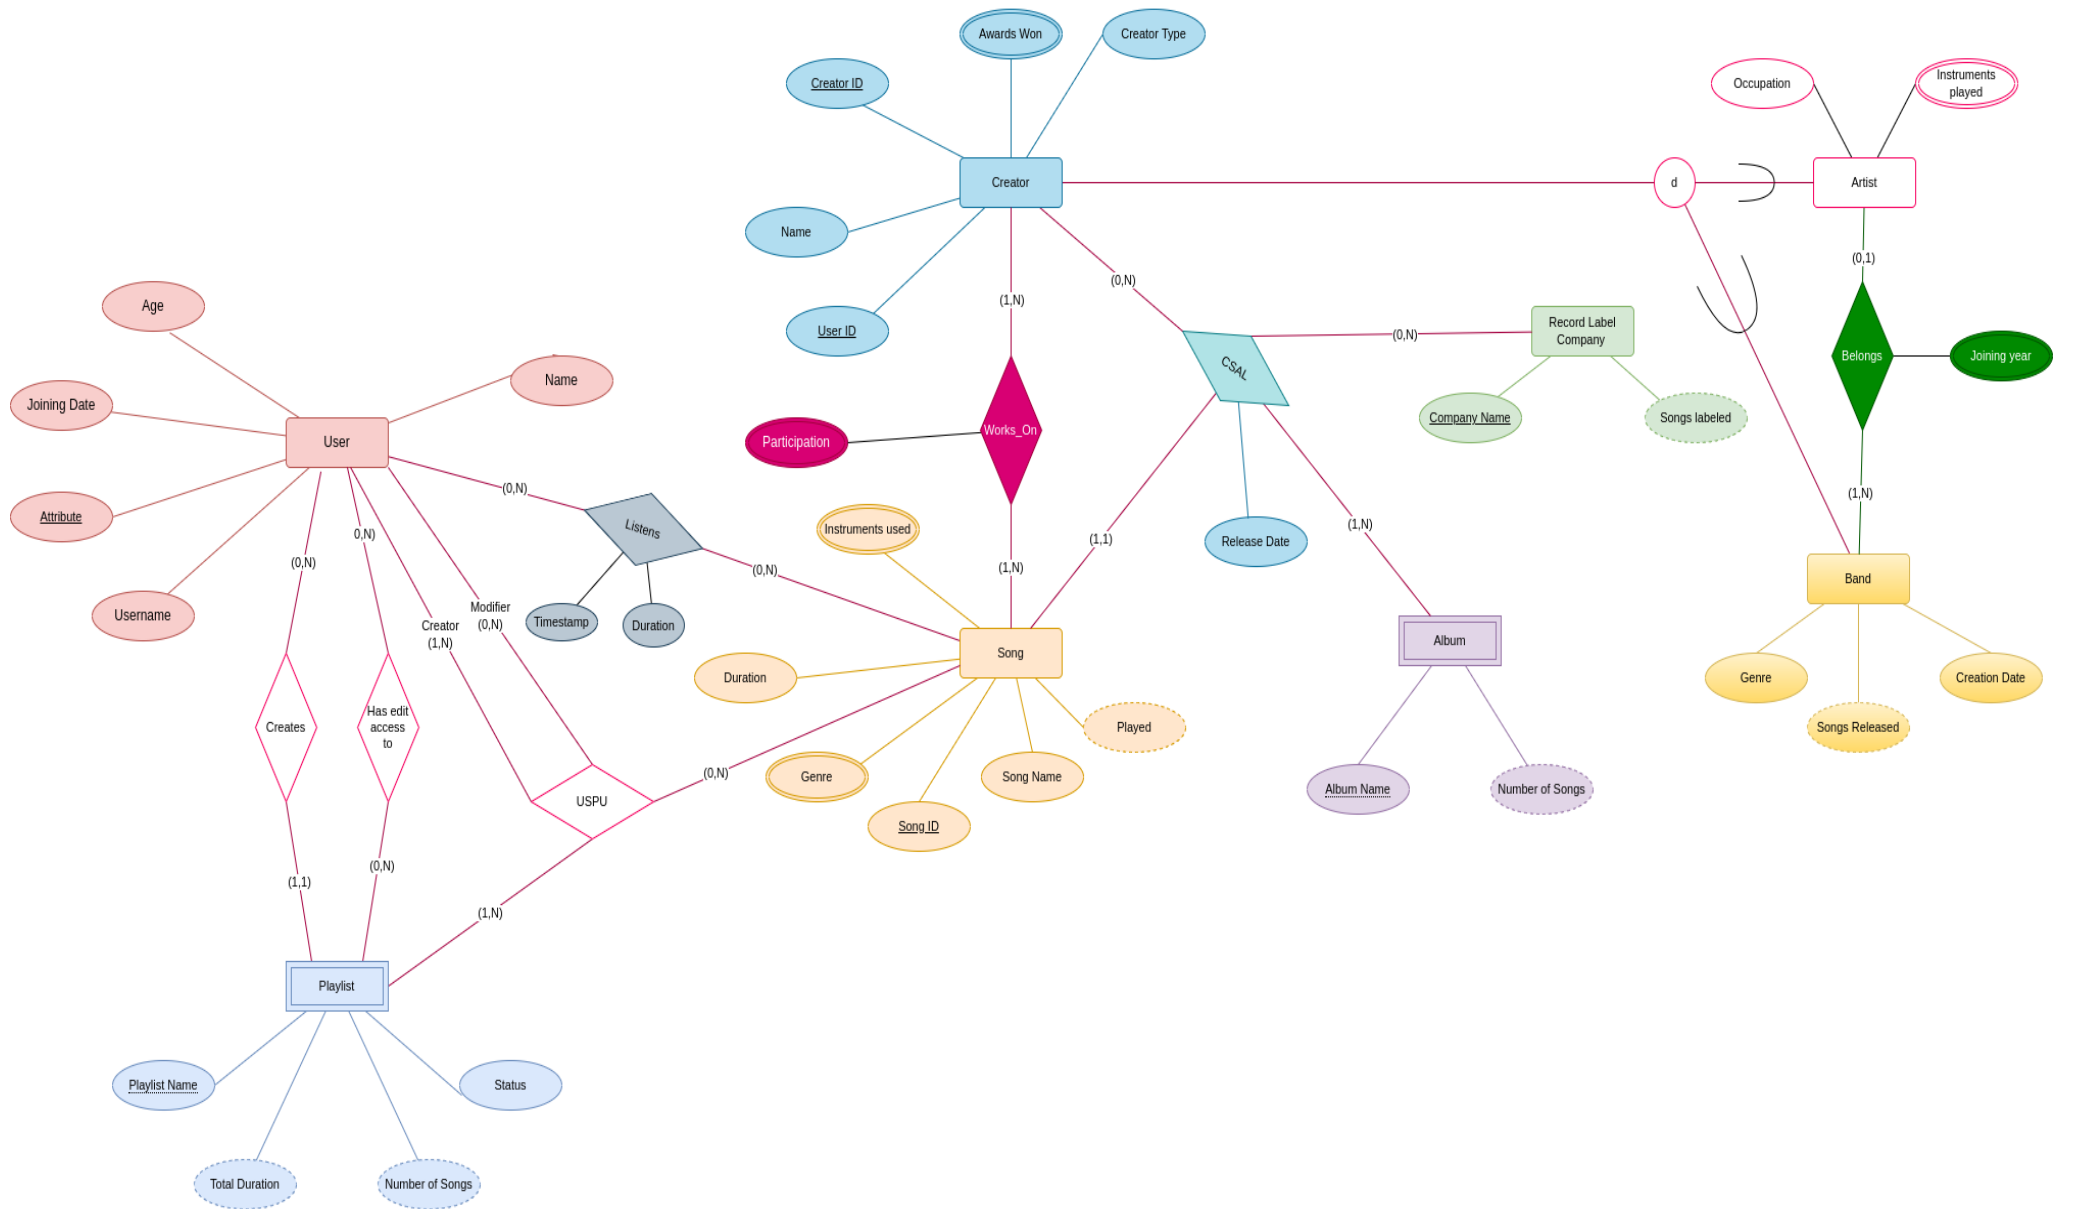 Awards Won
Creator Type
Creator ID
Occupation
Instruments
played
Creator
d
Artist
Name
(0,1)
(0,N)
(1,N)
Age
User ID
Record Label
Company
(0,N)
CSAL
Belongs
Joining year
Name
Joining Date
Company Name
Songs labeled
User
Participation
Works_On
(0,N)
(1,N)
Attribute
Listens
Instruments used
(1,N)
0,N)
(1,1)
Release Date
(0,N)
(0,N)
(1,N)
Band
Modifier
(0,N)
Username
Creator
(1,N)
Timestamp
Duration
Album
Song
Duration
Genre
Creation Date
Has edit
access
to
Creates
Played
Songs Released
(0,N)
Genre
Song Name
Album Name
Number of Songs
USPU
Song ID
(0,N)
(1,1)
(1,N)
Playlist
Playlist Name
Status
Total Duration
Number of Songs